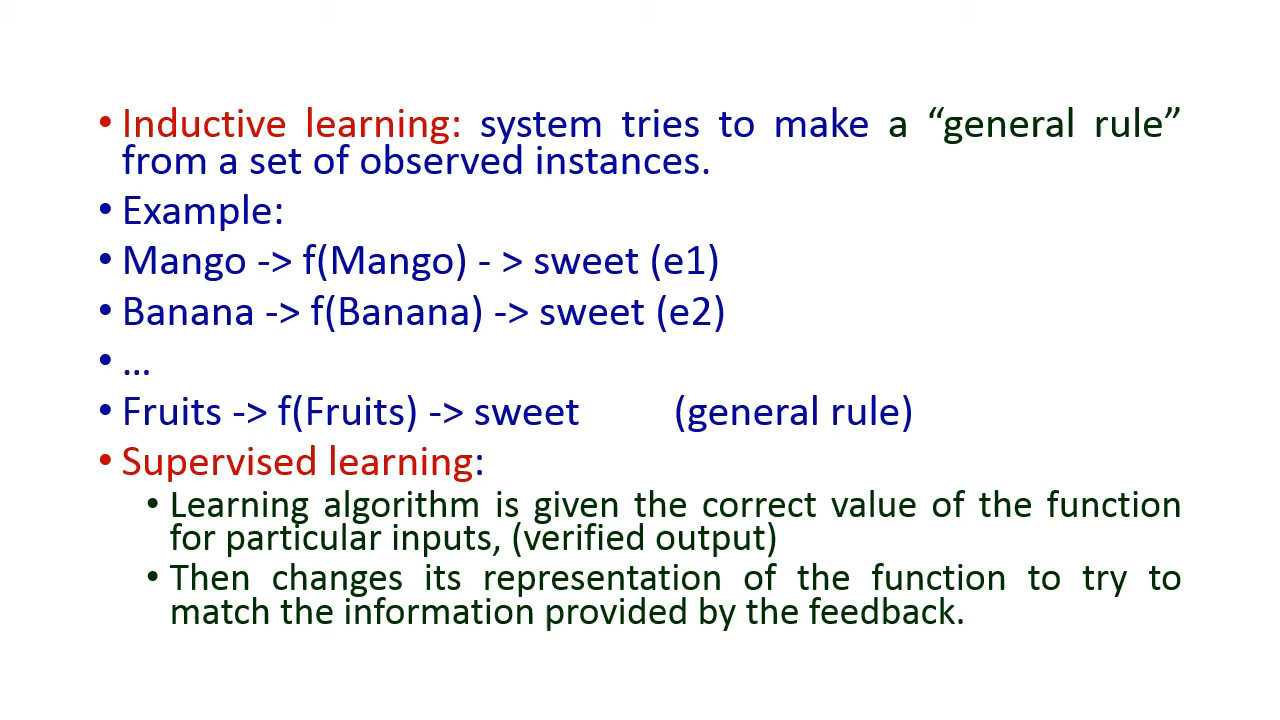 • Inductive learning: system tries to make a “general rule”
from a set of observed instances.
• Example:
• Mango -> f(Mango) - > sweet (e1)
• Banana -> f(Banana) -> sweet (e2)
• …
• Fruits -> f(Fruits) -> sweet (general rule)
• Supervised learning:
• Learning algorithm is given the correct value of the function
for particular inputs, (verified output)
• Then changes its representation of the function to try to
match the information provided by the feedback.